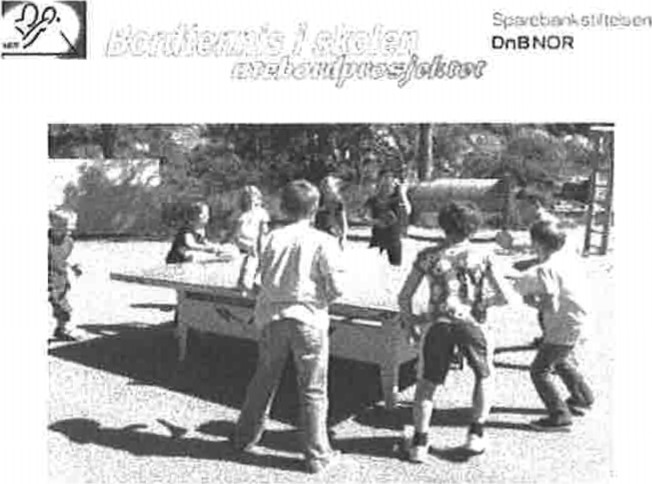 Bordtennis i skolen
utebordprosjektet
Sparebankstiftelsen
DnBNOR